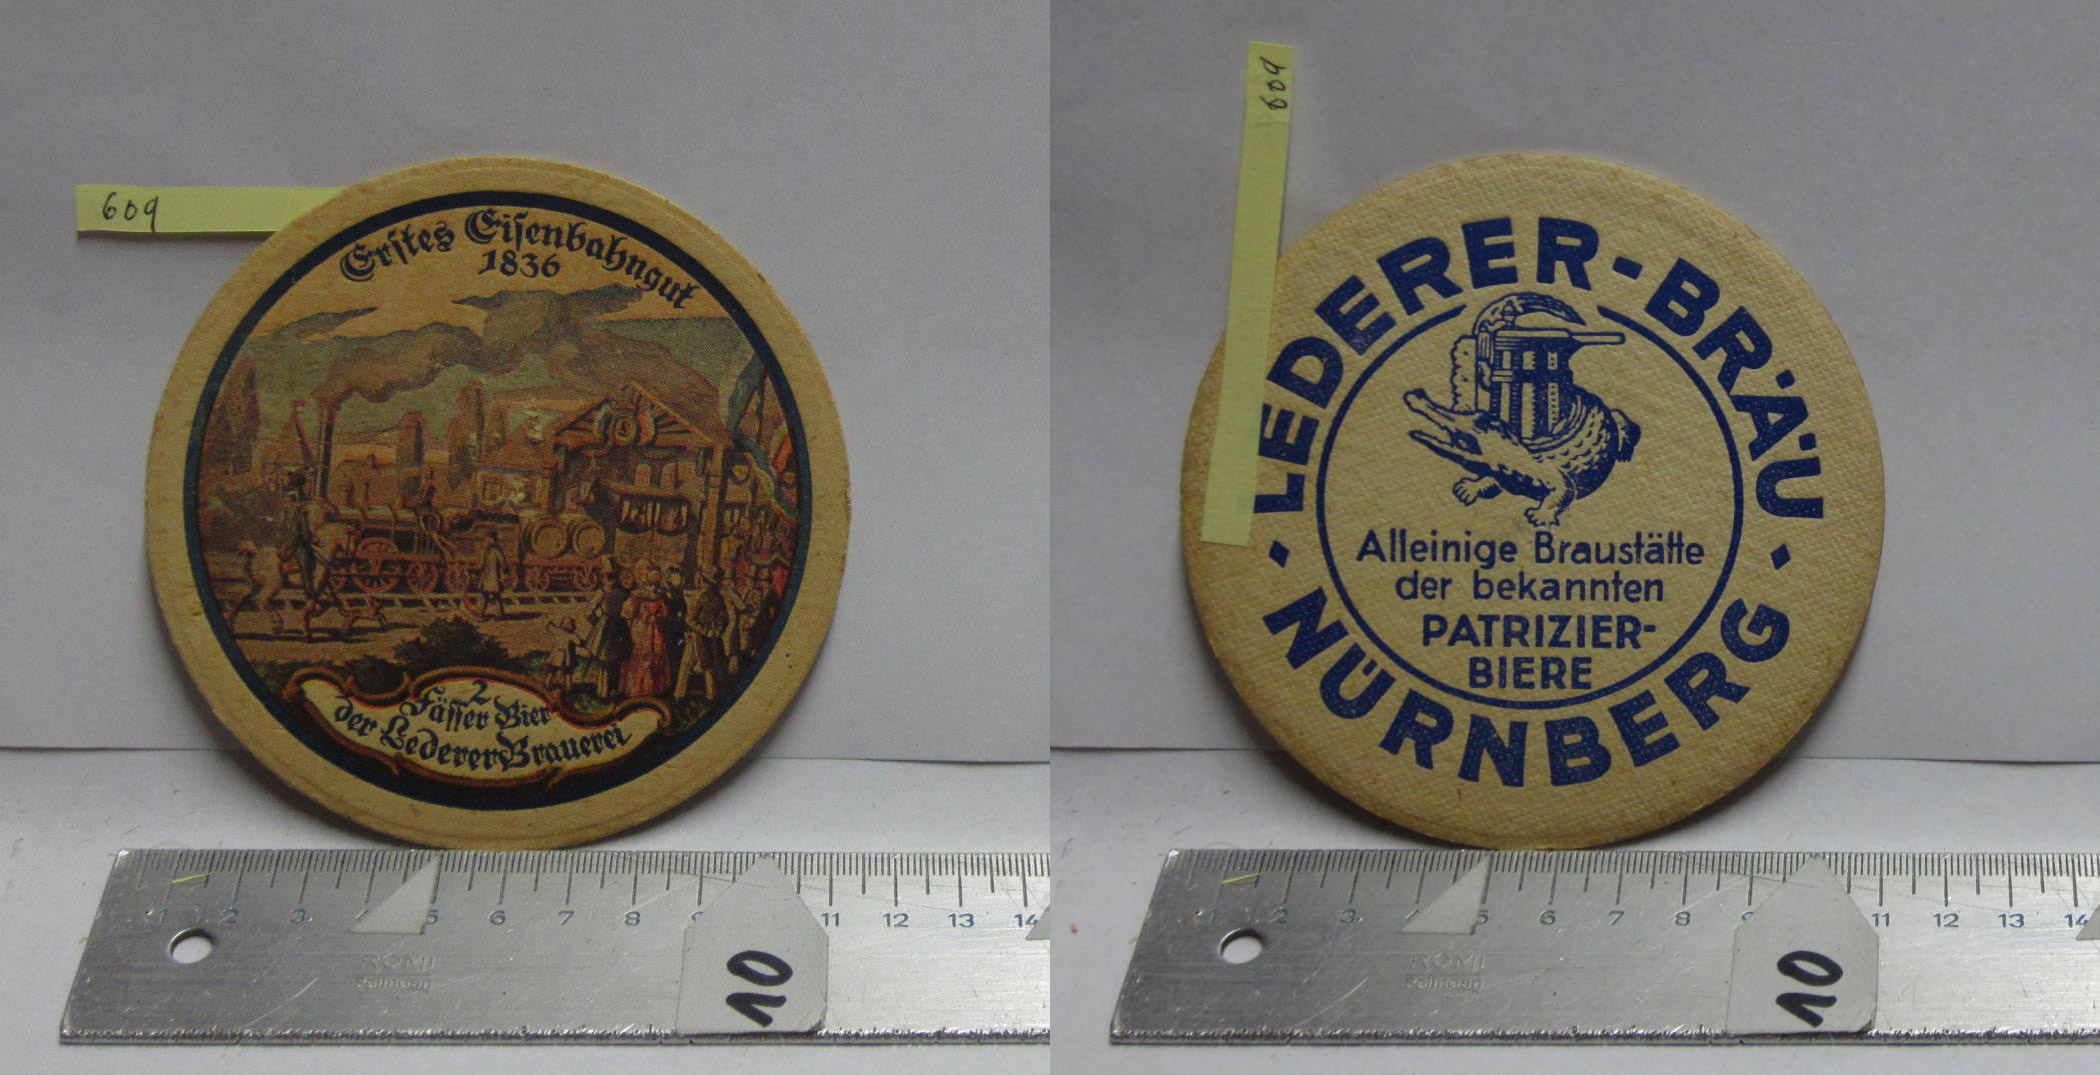 609
Erstes Eisenbahngut
1836
2
Fässer Bier
der Lederer Brauerei
1 2 3 4 5 6 7 8 9 11 12 13 14
ROMI
10
609
LEDERER-BRÄU
Alleinige Braustätte
der bekannten
PATRIZIER-
BIERE
NÜRNBERG
1 2 3 4 5 6 7 8 9 11 12 13 14
ROMI
10